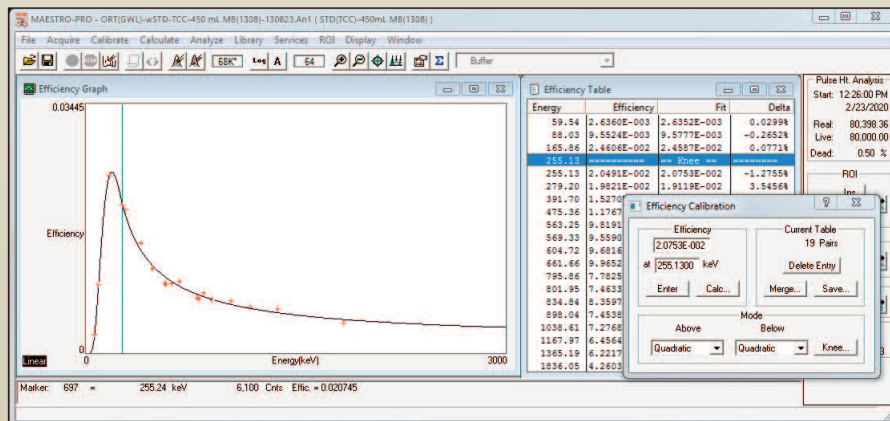 MAESTRO-PRO - ORT(GWL)-wSTD-TCC-450 mL MB(1308)-130823.An1 ( STD(TCC)-450mL MB(1308) )
File Acquire Calibrate Calculate Analyze Library Services ROI Display Window
68K* Log A 64 Σ Buffer
Efficiency Graph
0.03445
Efficiency
0
Linear
0 Energy(keV) 3000
Efficiency Table
Energy Efficiency Fit Delta
59.54 2.6360E-003 2.6352E-003 0.0299%
88.03 9.5524E-003 9.5777E-003 -0.2652%
165.86 2.4606E-002 2.4587E-002 0.0771%
255.13 ========== == Knee == ========
255.13 2.0491E-002 2.0753E-002 -1.2755%
279.20 1.9821E-002 1.9119E-002 3.5456%
391.70 1.5270
475.36 1.1767
563.25 9.8191
569.33 9.5590
604.72 9.6816
661.66 9.9652
795.86 7.7825
801.95 7.4633
834.84 8.3597
898.04 7.4538
1038.61 7.2768
1167.97 6.4564
1365.19 6.2217
1836.05 4.2603
Efficiency Calibration
Efficiency
2.0753E-002
at 255.1300 keV
Enter Calc...
Current Table
19 Pairs
Delete Entry
Merge... Save...
Mode
Above Below
Quadratic Quadratic Knee...
Pulse Ht. Analysis
Start: 12:26:00 PM
2/23/2020
Real: 80,398.36
Live: 80,000.00
Dead: 0.50 %
ROI
Ins
Marker: 697 = 255.24 keV 6,100 Cnts Effic. = 0.020745